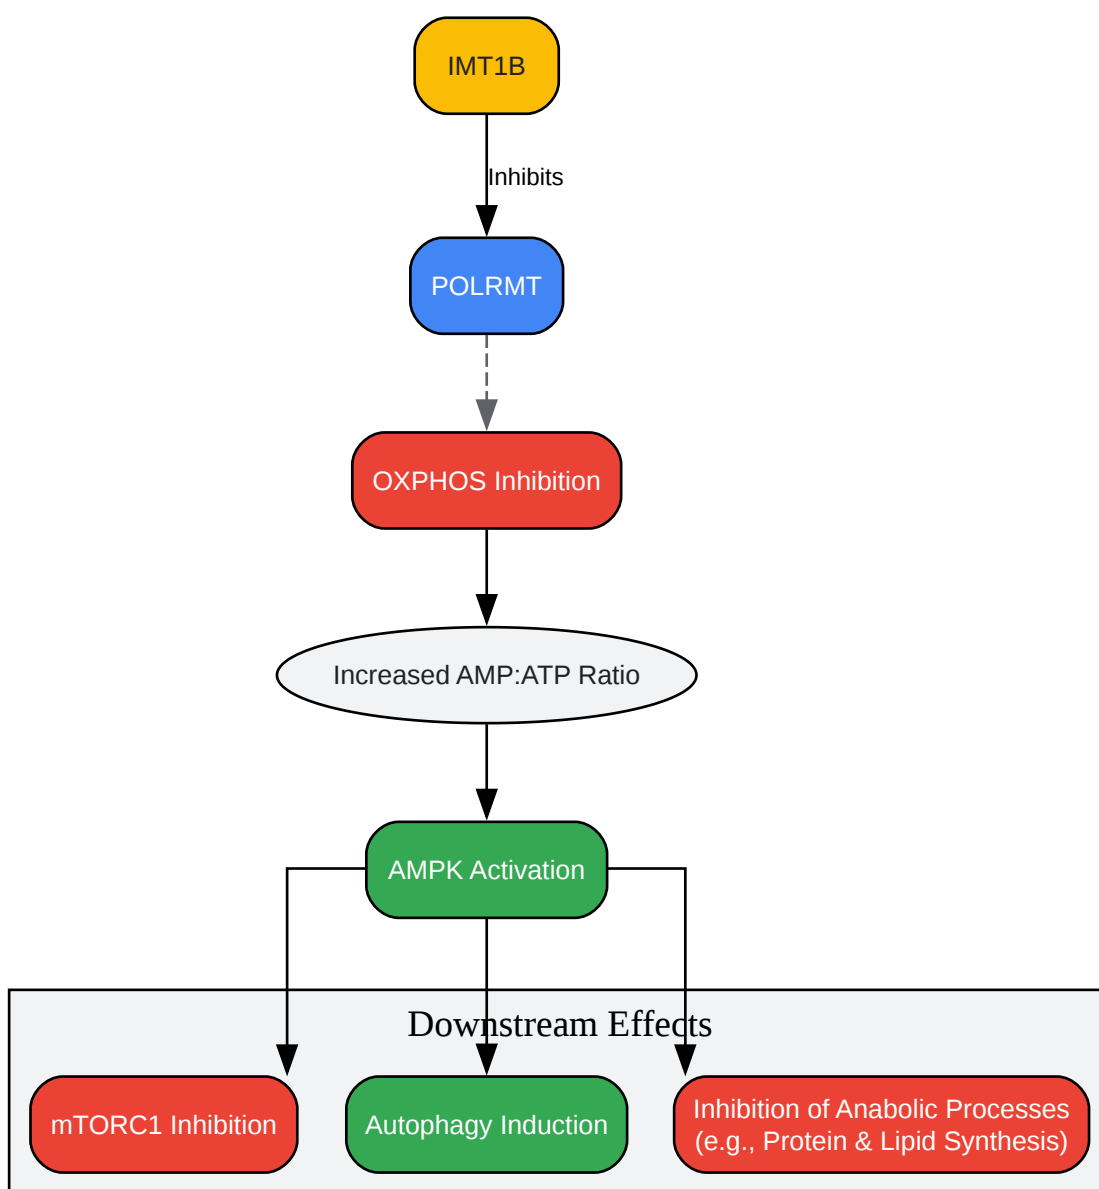 IMT1B
Inhibits
POLRMT
OXPHOS Inhibition
Increased AMP:ATP Ratio
AMPK Activation
Downstream Effects
mTORC1 Inhibition
Autophagy Induction
Inhibition of Anabolic Processes
(e.g., Protein & Lipid Synthesis)